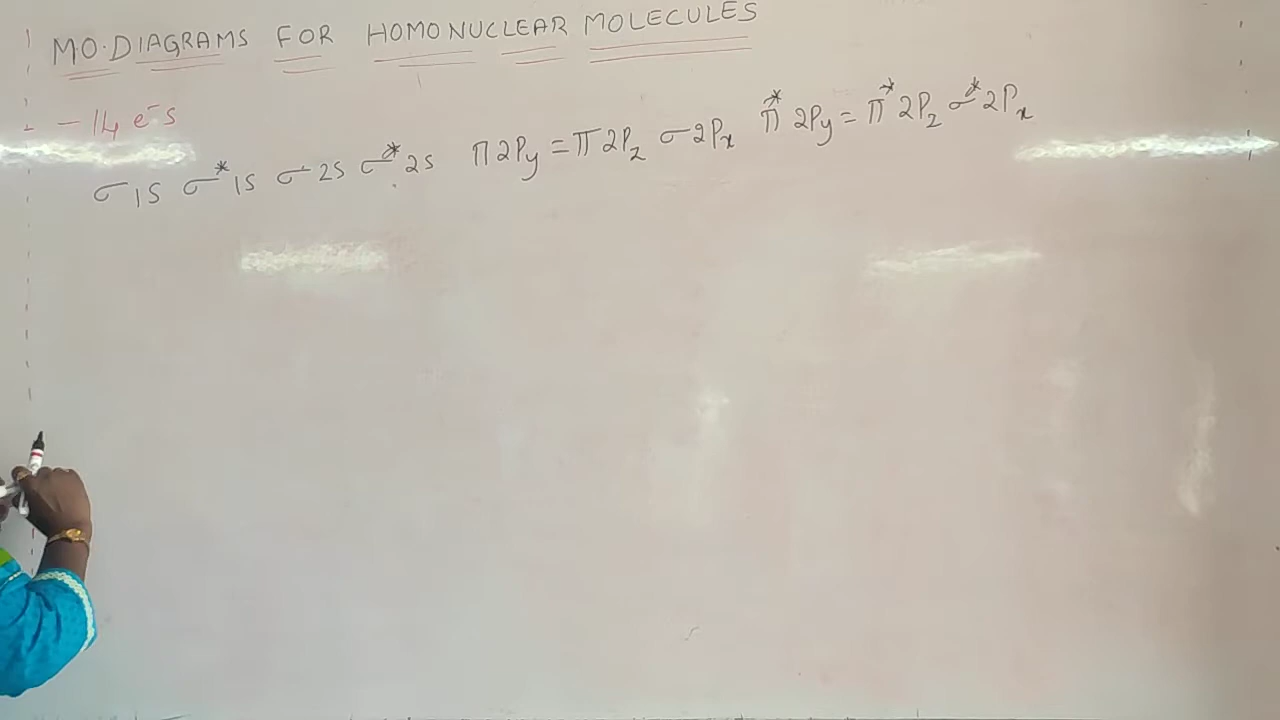 MO.DIAGRAMS FOR HOMONUCLEAR MOLECULES
- 14 e⁻s
σ1s σ*1s σ2s σ*2s π2Py = π2Pz σ2Px π*2Py = π*2Pz σ*2Px